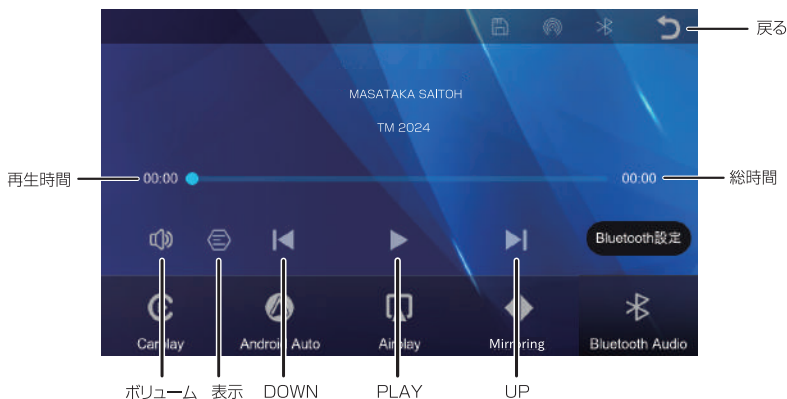 戻る
MASATAKA SAITOH
TM 2024
再生時間
00:00
00:00
総時間
Bluetooth設定
Carplay
Android Auto
Airplay
Mirroring
Bluetooth Audio
ボリューム
表示
DOWN
PLAY
UP